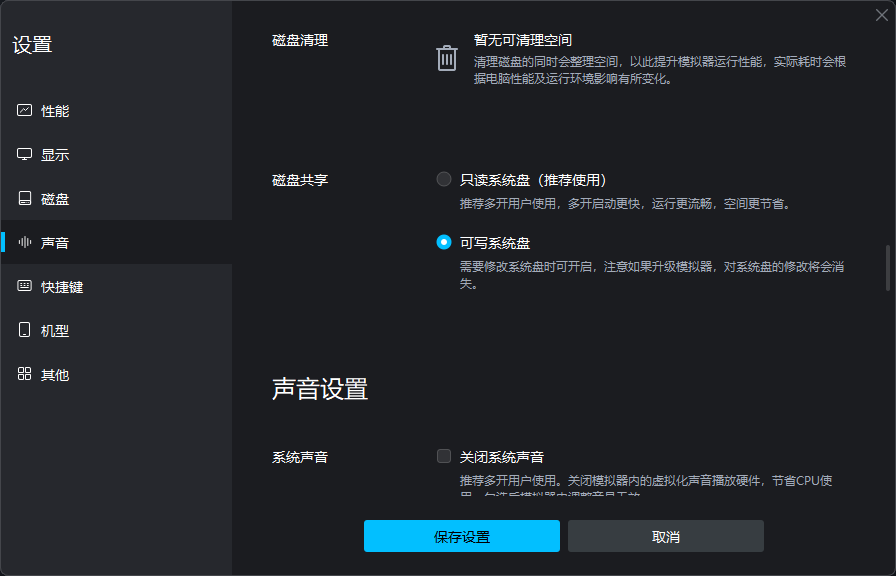 设置
性能
显示
磁盘
声音
快捷键
机型
其他
磁盘清理
暂无可清理空间
清理磁盘的同时会整理空间，以此提升模拟器运行性能，实际耗时会根
据电脑性能及运行环境影响有所变化。
磁盘共享
只读系统盘（推荐使用）
推荐多开用户使用，多开启动更快，运行更流畅，空间更节省。
可写系统盘
需要修改系统盘时可开启，注意如果升级模拟器，对系统盘的修改将会消
失。
声音设置
系统声音
关闭系统声音
推荐多开用户使用。关闭模拟器内的虚拟化声音播放硬件，节省CPU使
保存设置
取消